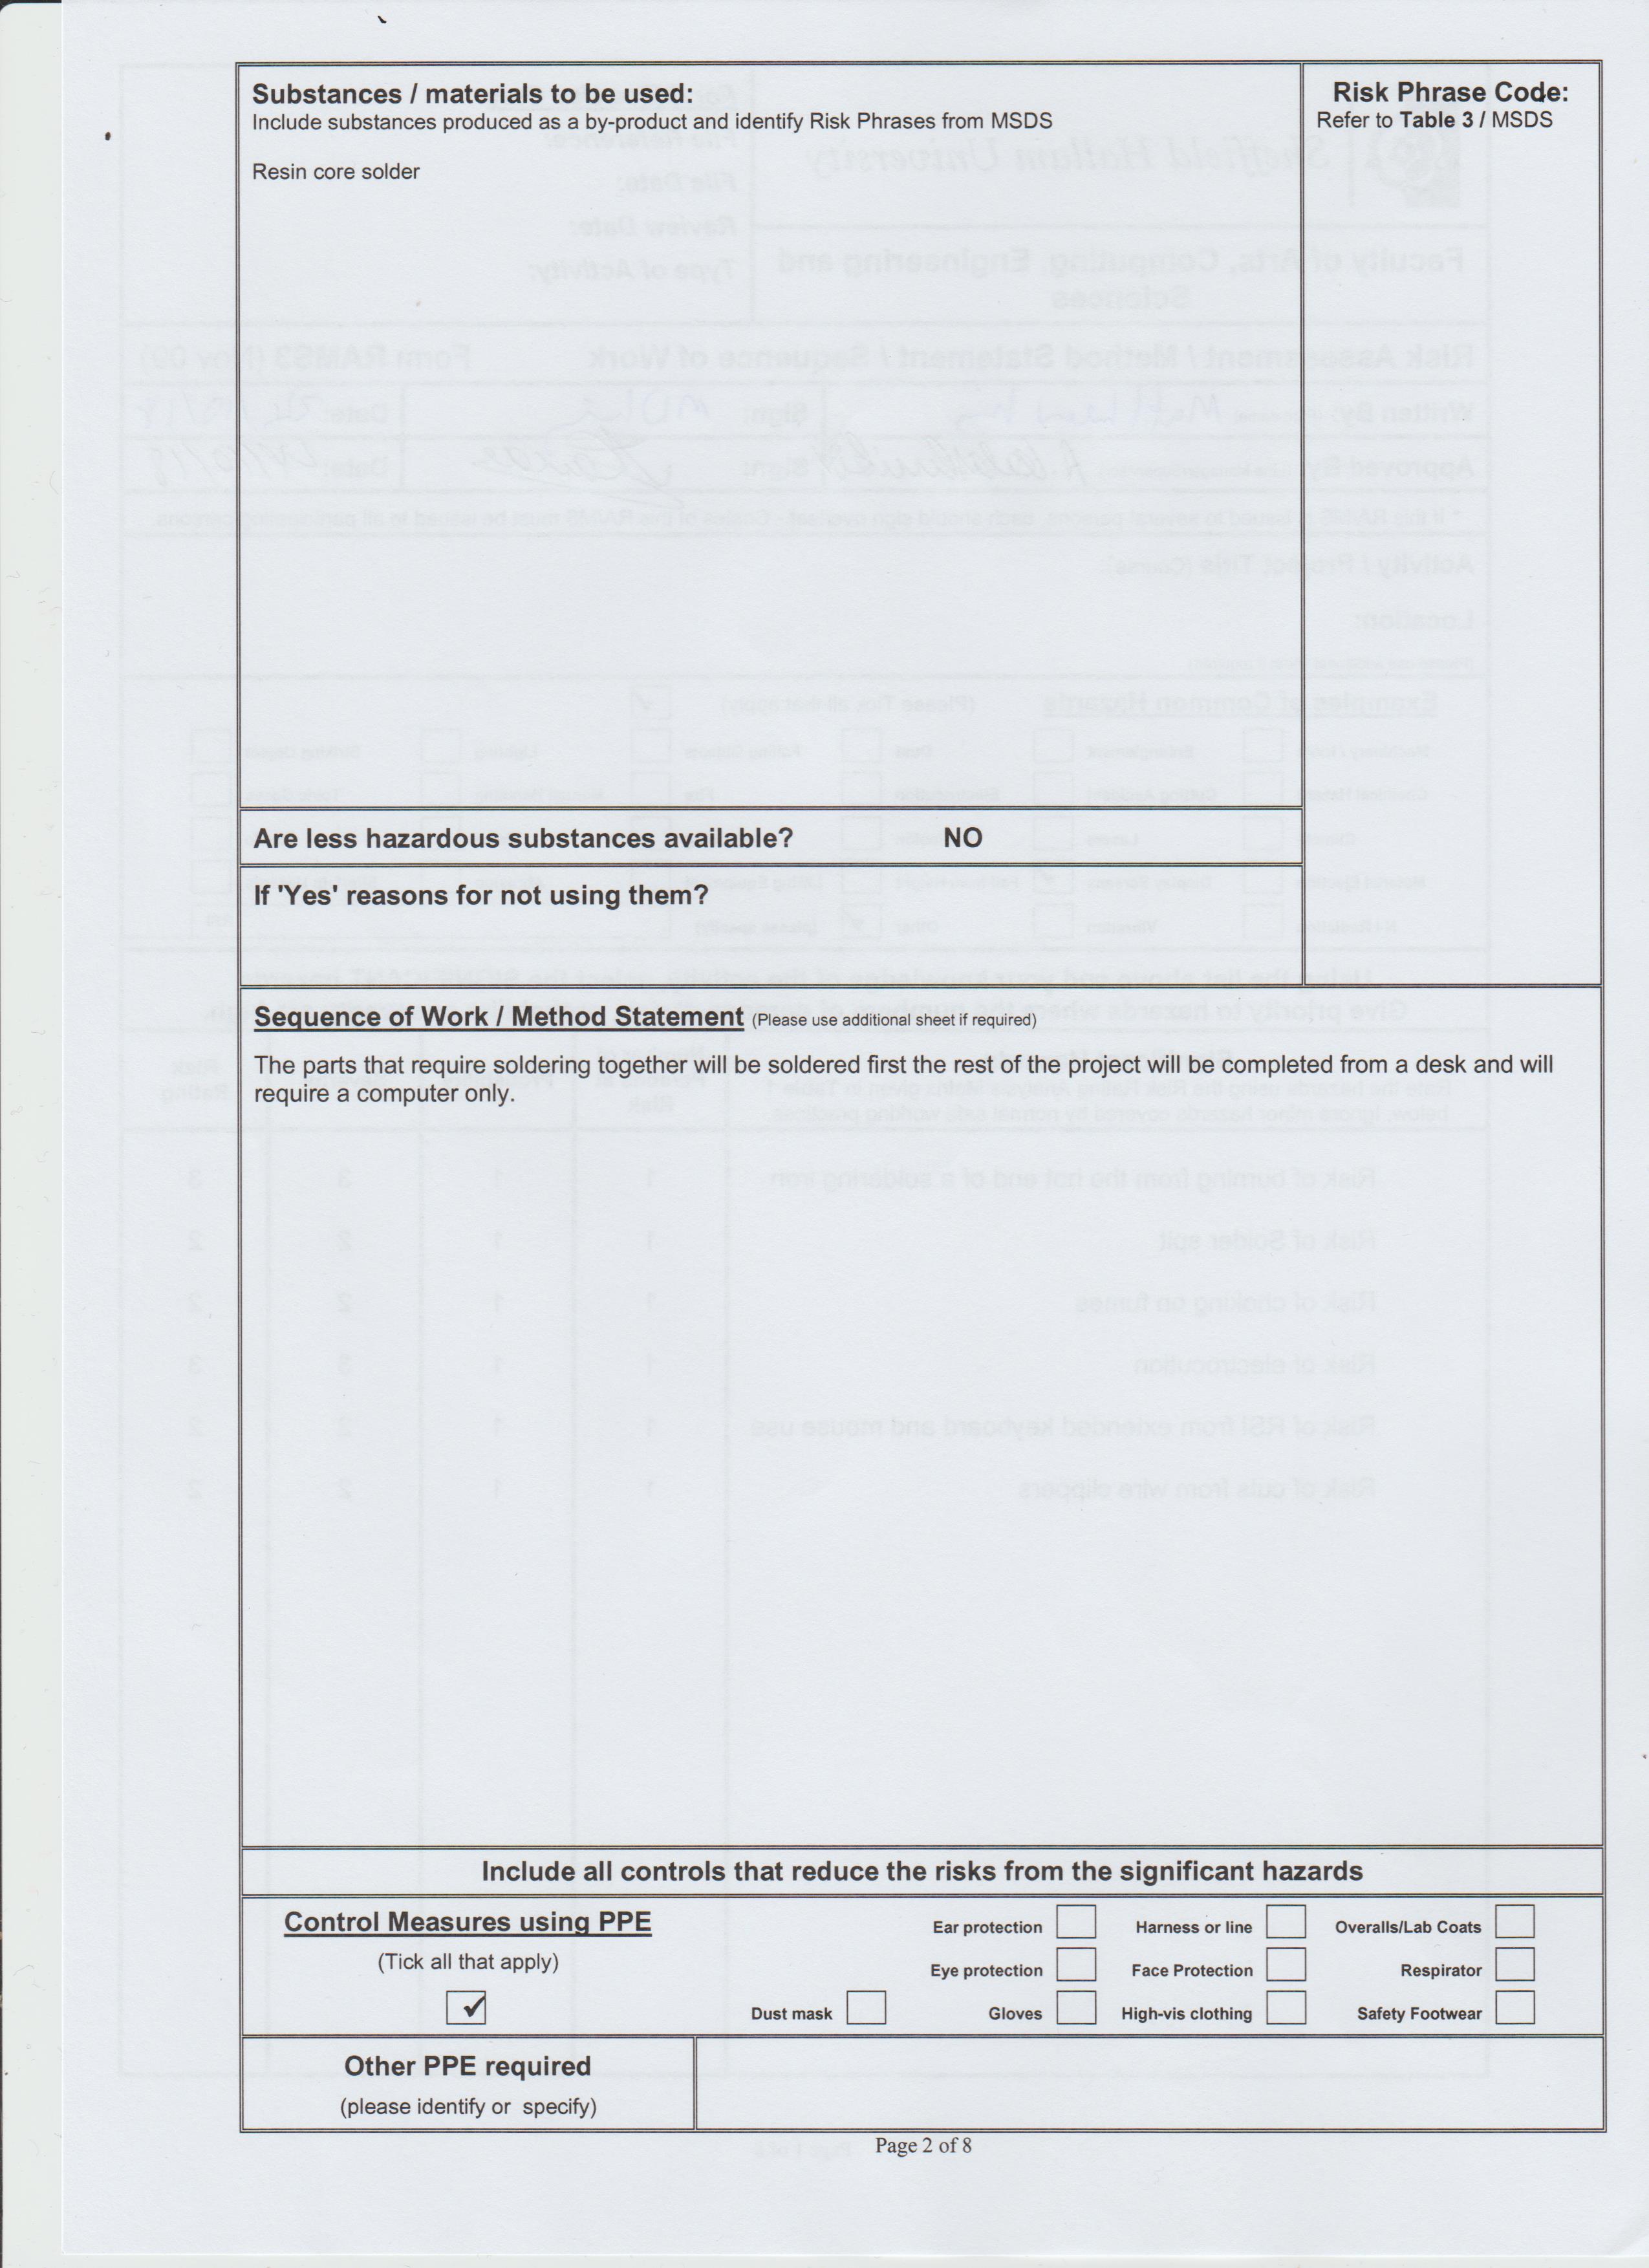 Substances / materials to be used:
Include substances produced as a by-product and identify Risk Phrases from MSDS
Resin core solder
Risk Phrase Code:
Refer to Table 3 / MSDS
Are less hazardous substances available? NO
If 'Yes' reasons for not using them?
Sequence of Work / Method Statement (Please use additional sheet if required)
The parts that require soldering together will be soldered first the rest of the project will be completed from a desk and will
require a computer only.
Include all controls that reduce the risks from the significant hazards
Control Measures using PPE
(Tick all that apply)
✔
Ear protection Harness or line Overalls/Lab Coats
Eye protection Face Protection Respirator
Dust mask Gloves High-vis clothing Safety Footwear
Other PPE required
(please identify or specify)
Page 2 of 8